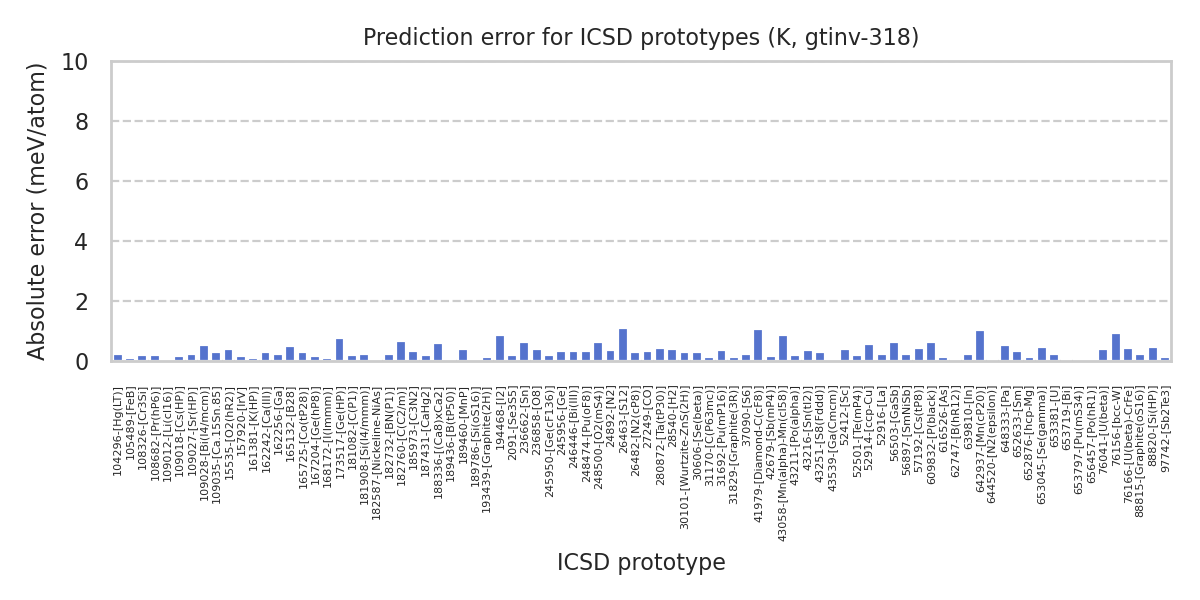 Prediction error for ICSD prototypes (K, gtinv-318)
Absolute error (meV/atom)
10
8
6
4
2
0
104296-[Hg(LT)]
105489-[FeB]
108326-[Cr3Si]
108682-[Pr(hP6)]
109012-[Li(cI16)]
109018-[Cs(HP)]
109027-[Sr(HP)]
109028-[Bi(I4/mcm)]
109035-[Ca.15Sn.85]
15535-[O2(hR2)]
157920-[IrV]
161381-[K(HP)]
162242-[Ca(III)]
162256-[Ga]
165132-[B28]
165725-[Co(tP28)]
167204-[Ge(hP8)]
168172-[I(Immm)]
173517-[Ge(HP)]
181082-[C(P1)]
181908-[Si(I4/mmm)]
182587-[Nickeline-NiAs]
182732-[BN(P1)]
182760-[C(C2/m)]
185973-[C3N2]
187431-[CaHg2]
188336-[(Ca8)xCa2]
189436-[B(tP50)]
189460-[MnP]
189786-[Si(oS16)]
193439-[Graphite(2H)]
194468-[I2]
2091-[Se3S5]
236662-[Sn]
236858-[O8]
245950-[Ge(cF136)]
245956-[Ge]
246446-[Bi(III)]
248474-[Pu(oF8)]
248500-[O2(mS4)]
24892-[N2]
26463-[S12]
26482-[N2(cP8)]
27249-[CO]
280872-[Ta(tP30)]
28540-[H2]
30101-[Wurtzite-ZnS(2H)]
30606-[Se(beta)]
31170-[C(P63mc)]
31692-[Pu(mP16)]
31829-[Graphite(3R)]
37090-[S6]
41979-[Diamond-C(cF8)]
42679-[Sb(mP4)]
43058-[Mn(alpha)-Mn(cI58)]
43211-[Po(alpha)]
43216-[Sn(tI2)]
43251-[S8(Fddd)]
43539-[Ga(Cmcm)]
52412-[Sc]
52501-[Te(mP4)]
52914-[fcc-Cu]
52916-[La]
56503-[GaSb]
56897-[SmNiSb]
57192-[Cs(tP8)]
609832-[P(black)]
616526-[As]
62747-[B(hR12)]
639810-[In]
642937-[Mn(cP20)]
644520-[N2(epsilon)]
648333-[Pa]
652633-[Sm]
652876-[hcp-Mg]
653045-[Se(gamma)]
653381-[U]
653719-[Bi]
653797-[Pu(mS34)]
656457-[Po(hR1)]
76041-[U(beta)]
76156-[bcc-W]
76166-[U(beta)-CrFe]
88815-[Graphite(oS16)]
88820-[Si(HP)]
97742-[Sb2Te3]
ICSD prototype